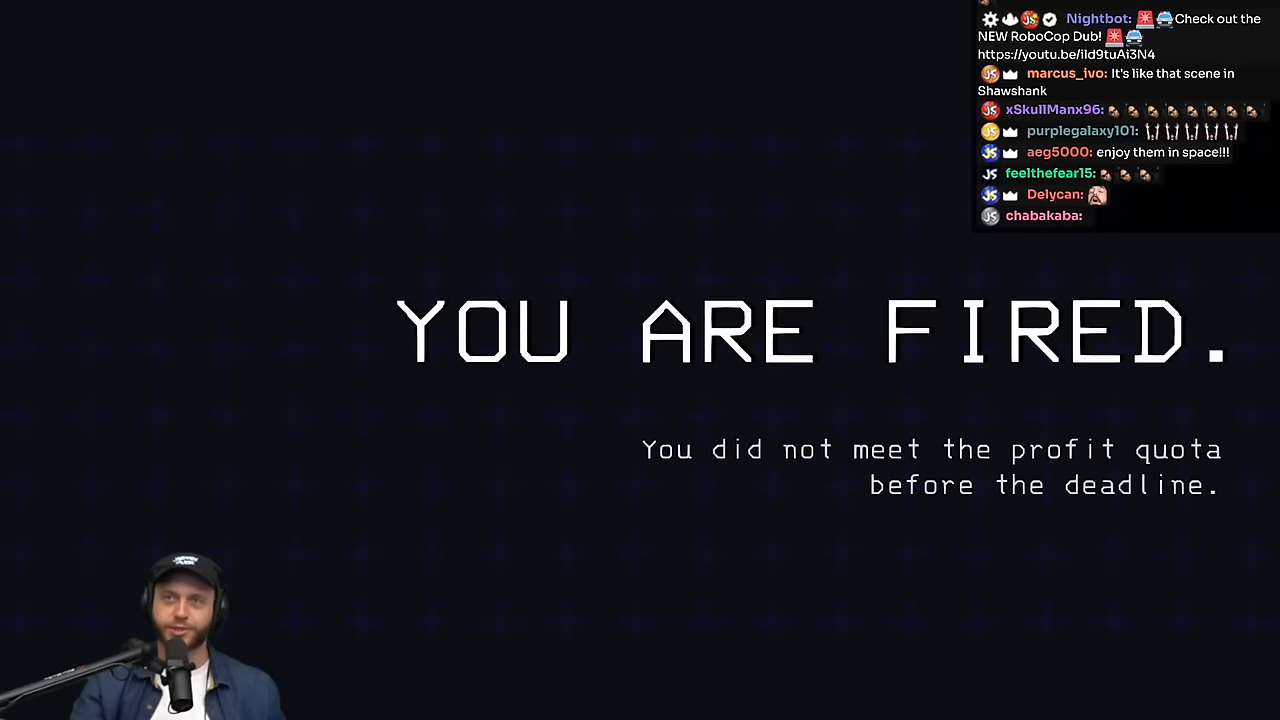 Nightbot: Check out the
NEW RoboCop Dub!
https://youtu.be/ild9tuAi3N4
marcus_ivo: It's like that scene in
Shawshank
xSkullManx96:
purplegalaxy101:
aeg5000: enjoy them in space!!!
feelthefear15:
Delycan:
chabakaba:
YOU ARE FIRED.
You did not meet the profit quota
before the deadline.